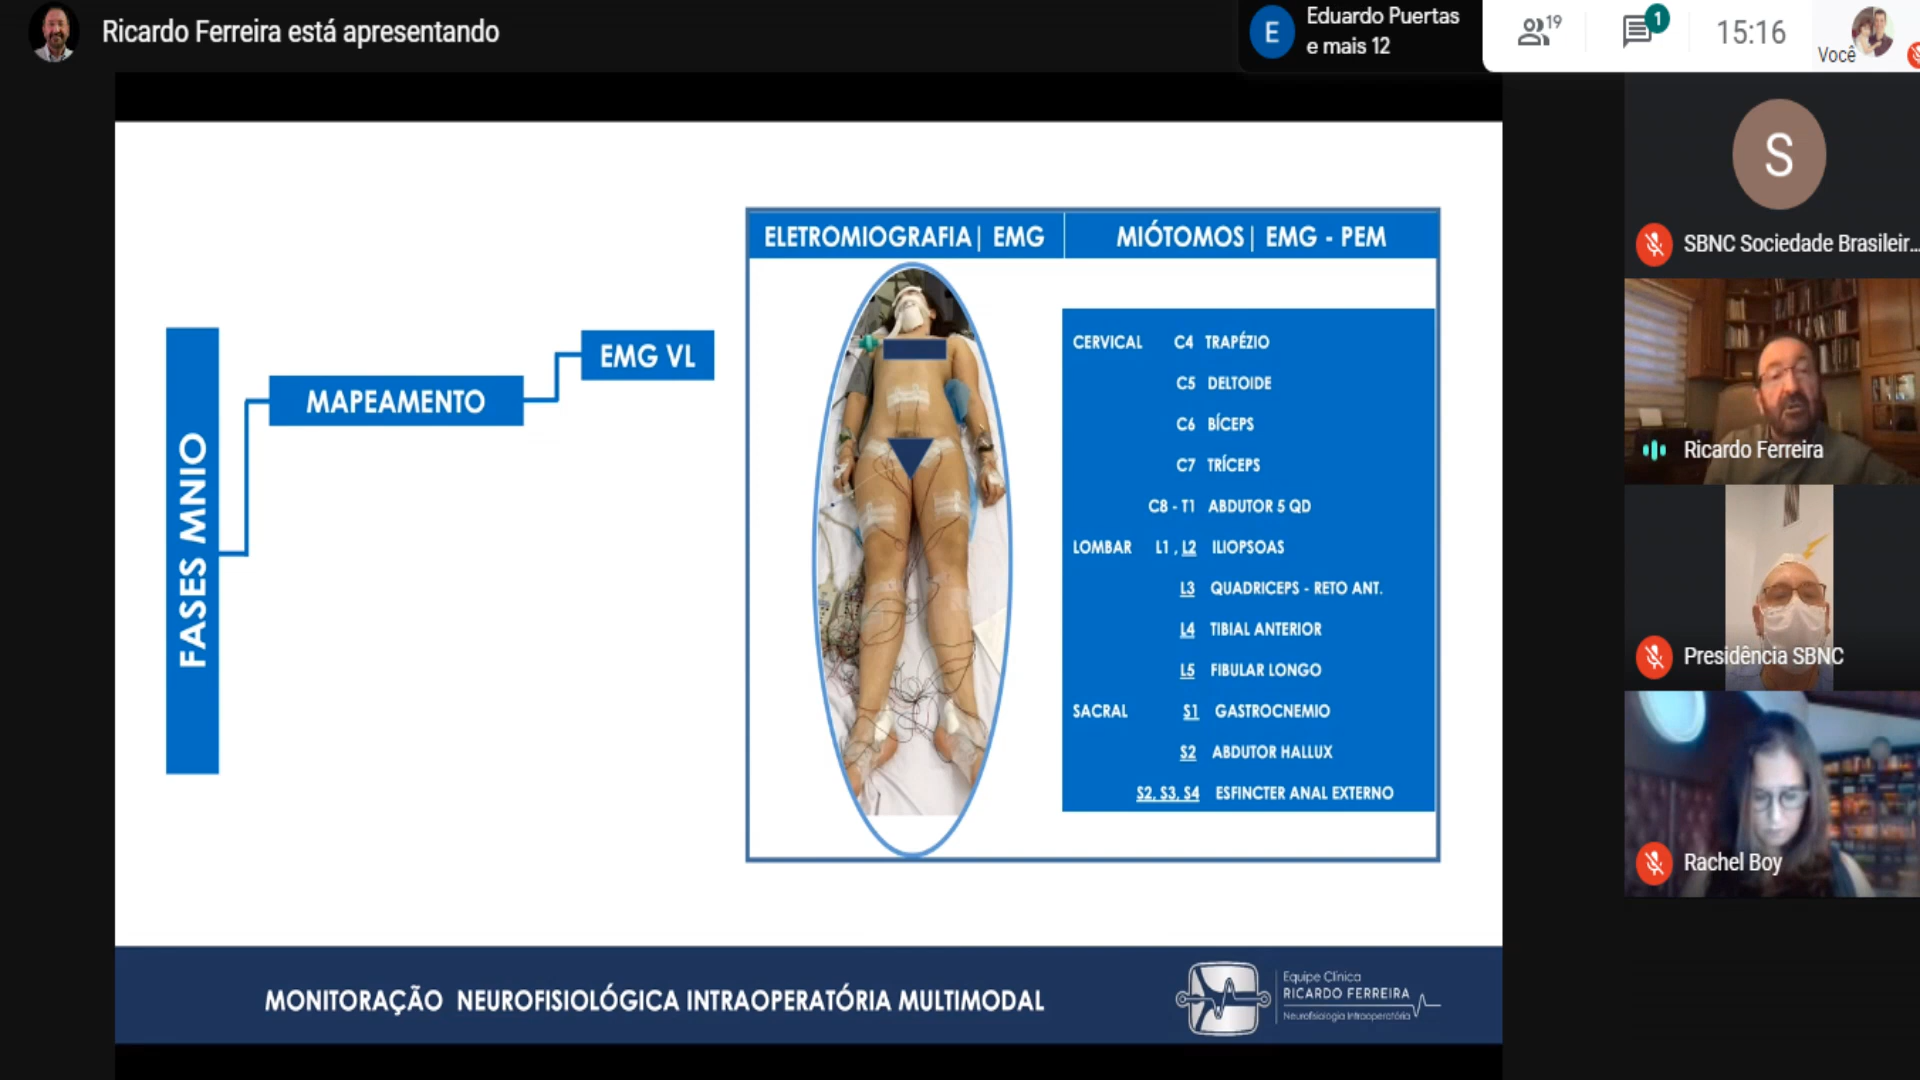 Ricardo Ferreira está apresentando
E
Eduardo Puertas
e mais 12
19
1
15:16
Você
S
SBNC Sociedade Brasileir...
Ricardo Ferreira
Presidência SBNC
Rachel Boy
FASES MNIO
MAPEAMENTO
EMG VL
ELETROMIOGRAFIA| EMG
MIÓTOMOS| EMG - PEM
CERVICAL C4 TRAPÉZIO
C5 DELTOIDE
C6 BÍCEPS
C7 TRÍCEPS
C8 - T1 ABDUTOR 5 QD
LOMBAR L1 , L2 ILIOPSOAS
L3 QUADRICEPS - RETO ANT.
L4 TIBIAL ANTERIOR
L5 FIBULAR LONGO
SACRAL S1 GASTROCNEMIO
S2 ABDUTOR HALLUX
S2, S3, S4 ESFINCTER ANAL EXTERNO
MONITORAÇÃO NEUROFISIOLÓGICA INTRAOPERATÓRIA MULTIMODAL
Equipe Clínica
RICARDO FERREIRA
Neurofisiologia Intraoperatória